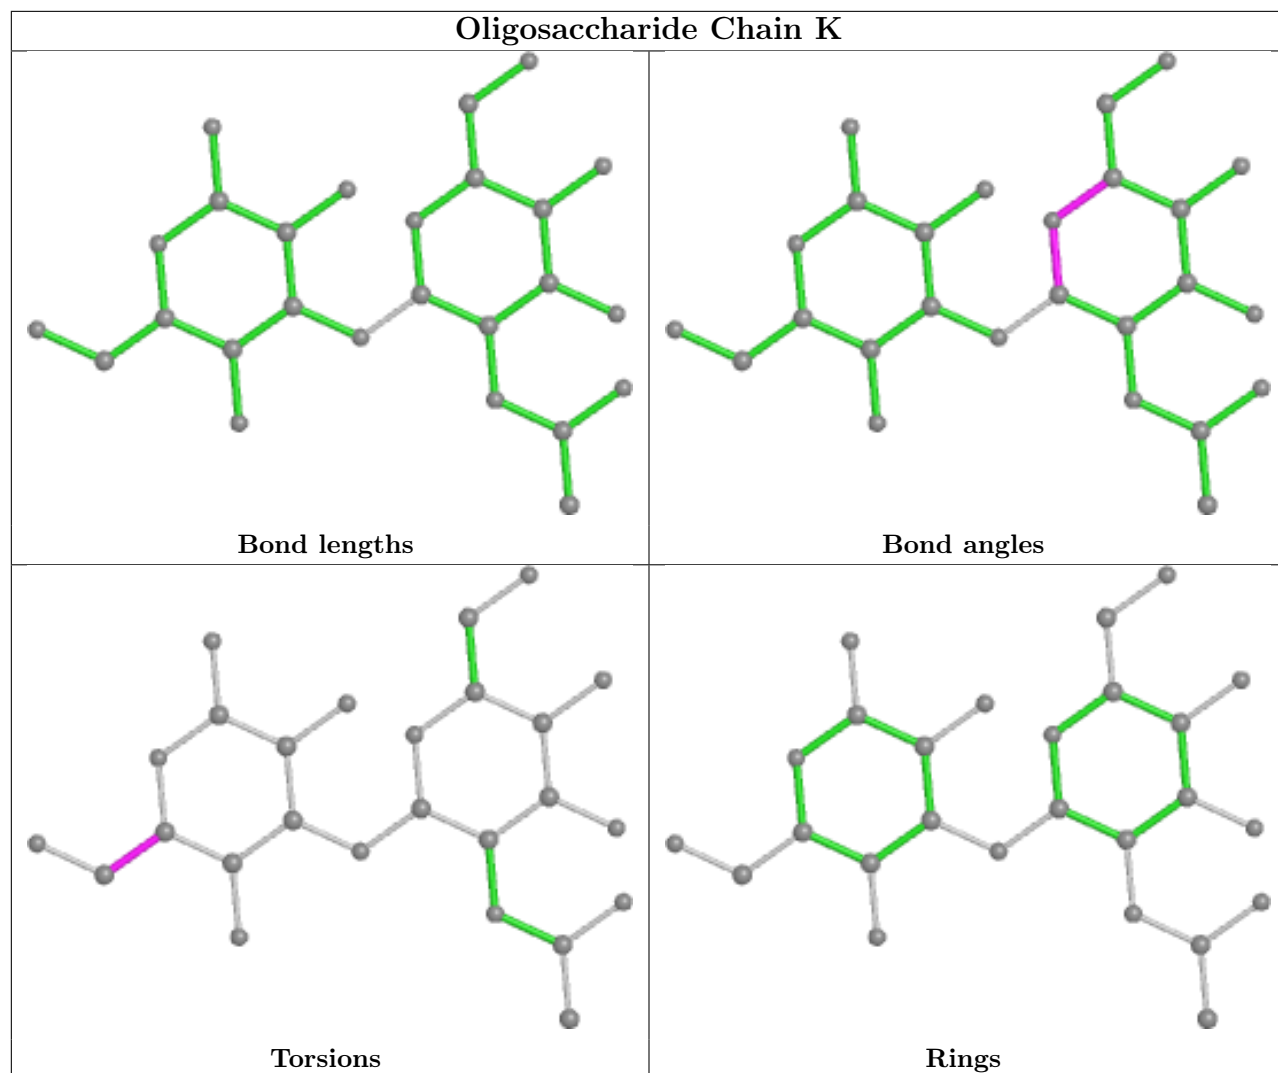 Oligosaccharide Chain K
Bond lengths
Bond angles
Torsions
Rings